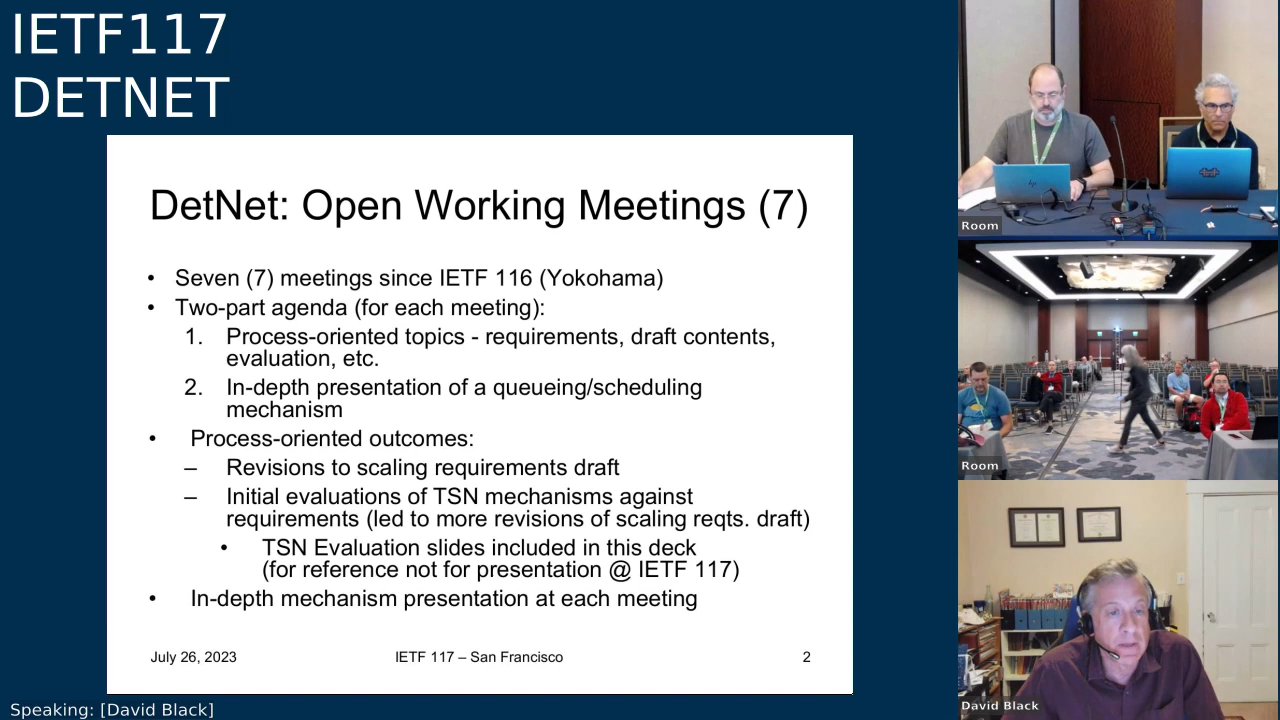 IETF117
DETNET
DetNet: Open Working Meetings (7)
• Seven (7) meetings since IETF 116 (Yokohama)
• Two-part agenda (for each meeting):
1. Process-oriented topics - requirements, draft contents,
evaluation, etc.
2. In-depth presentation of a queueing/scheduling
mechanism
• Process-oriented outcomes:
– Revisions to scaling requirements draft
– Initial evaluations of TSN mechanisms against
requirements (led to more revisions of scaling reqts. draft)
• TSN Evaluation slides included in this deck
(for reference not for presentation @ IETF 117)
• In-depth mechanism presentation at each meeting
July 26, 2023 IETF 117 – San Francisco 2
Room
Room
David Black
Speaking: [David Black]